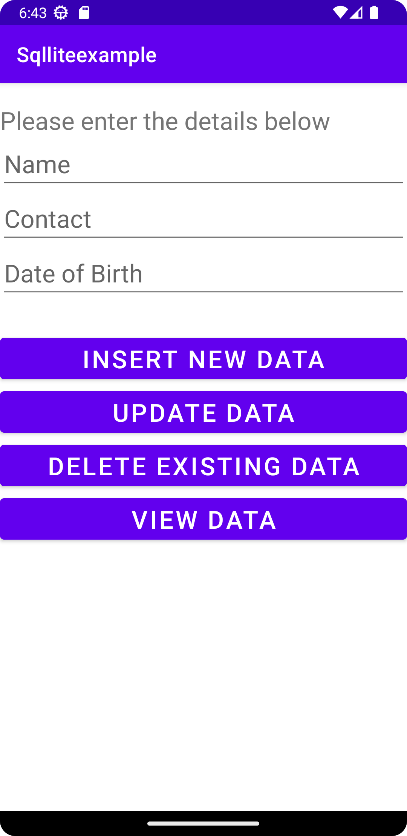 6:43
Sqlliteexample
Please enter the details below
Name
Contact
Date of Birth
INSERT NEW DATA
UPDATE DATA
DELETE EXISTING DATA
VIEW DATA